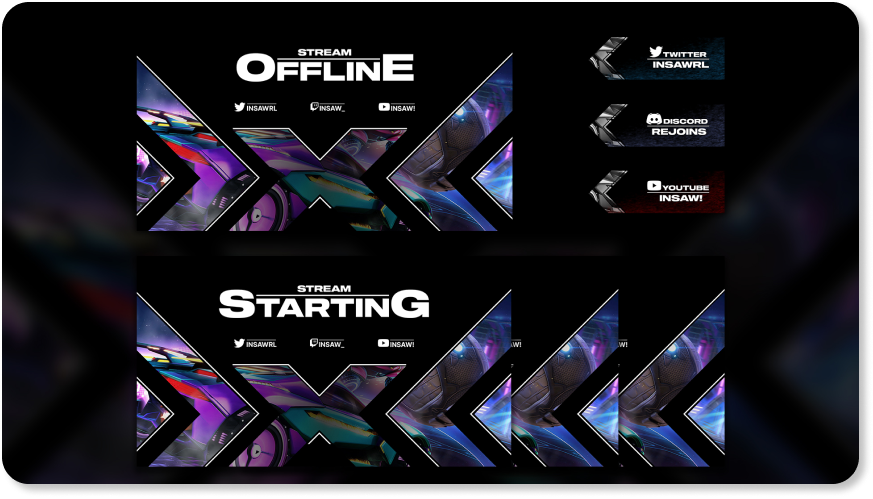 STREAM
OFFLINE
INSAWRL
INSAW_
INSAW!
TWITTER
INSAWRL
DISCORD
REJOINS
YOUTUBE
INSAW!
STREAM
STARTING
INSAWRL
INSAW_
INSAW!
W!
W!